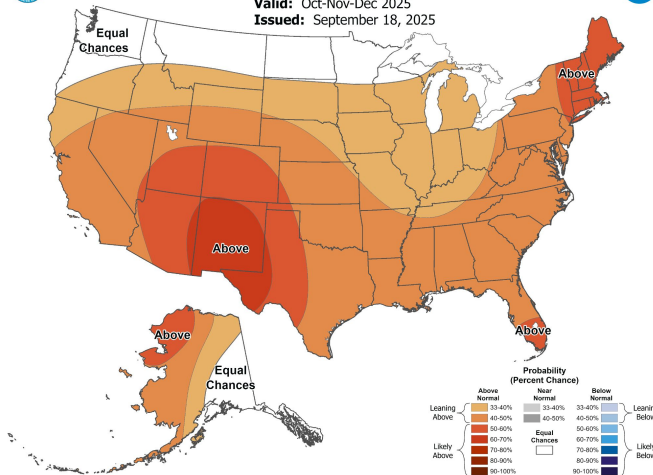 Valid: Oct-Nov-Dec 2025
Issued: September 18, 2025
Equal
Chances
Above
Above
Above
Above
Equal
Chances
Probability
(Percent Chance)
Above
Normal
Near
Normal
Below
Normal
Leaning
Above
33-40%
33-40%
33-40%
40-50%
40-50%
40-50%
Likely
Above
50-60%
60-70%
70-80%
80-90%
90-100%
Equal
Chances
50-60%
60-70%
70-80%
80-90%
90-100%
Below
Likely
Below